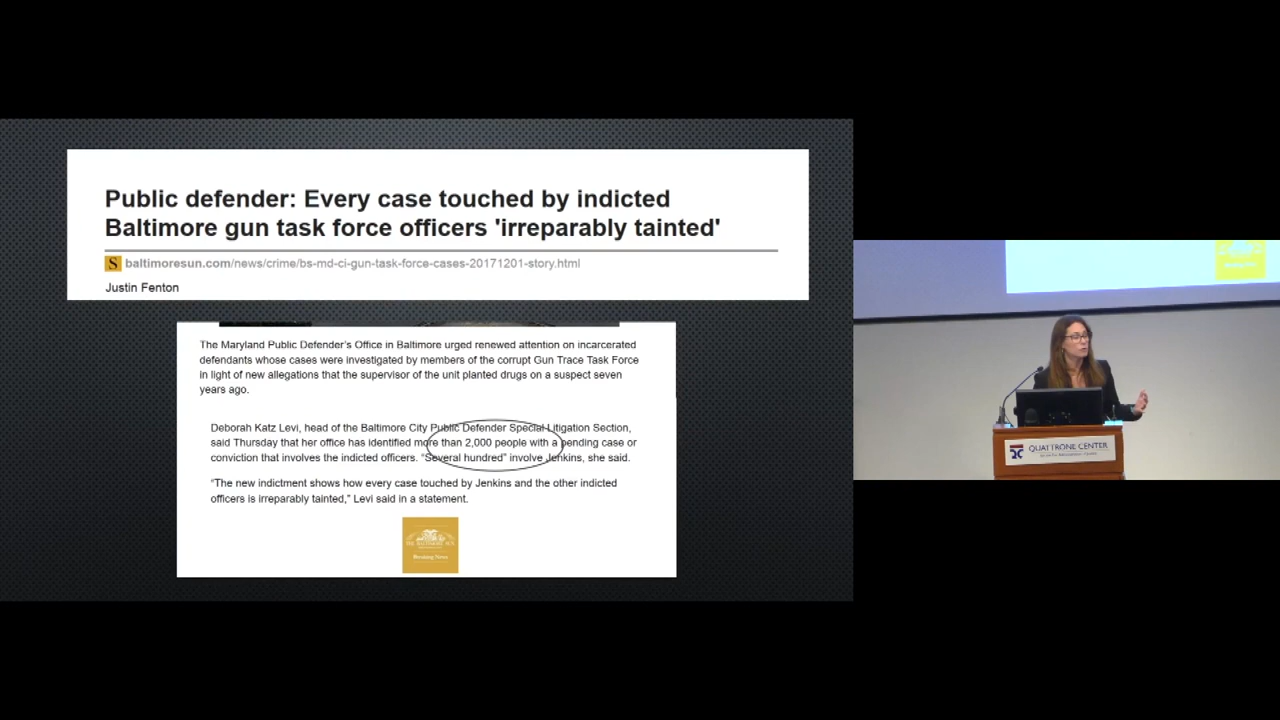 Public defender: Every case touched by indicted
Baltimore gun task force officers 'irreparably tainted'
S baltimoresun.com/news/crime/bs-md-ci-gun-task-force-cases-20171201-story.html
Justin Fenton
The Maryland Public Defender's Office in Baltimore urged renewed attention on incarcerated
defendants whose cases were investigated by members of the corrupt Gun Trace Task Force
in light of new allegations that the supervisor of the unit planted drugs on a suspect seven
years ago.
Deborah Katz Levi, head of the Baltimore City Public Defender Special Litigation Section,
said Thursday that her office has identified more than 2,000 people with a pending case or
conviction that involves the indicted officers. "Several hundred" involve Jenkins, she said.
"The new indictment shows how every case touched by Jenkins and the other indicted
officers is irreparably tainted," Levi said in a statement.
THE BALTIMORE SUN
Breaking News
QUATTRONE CENTER